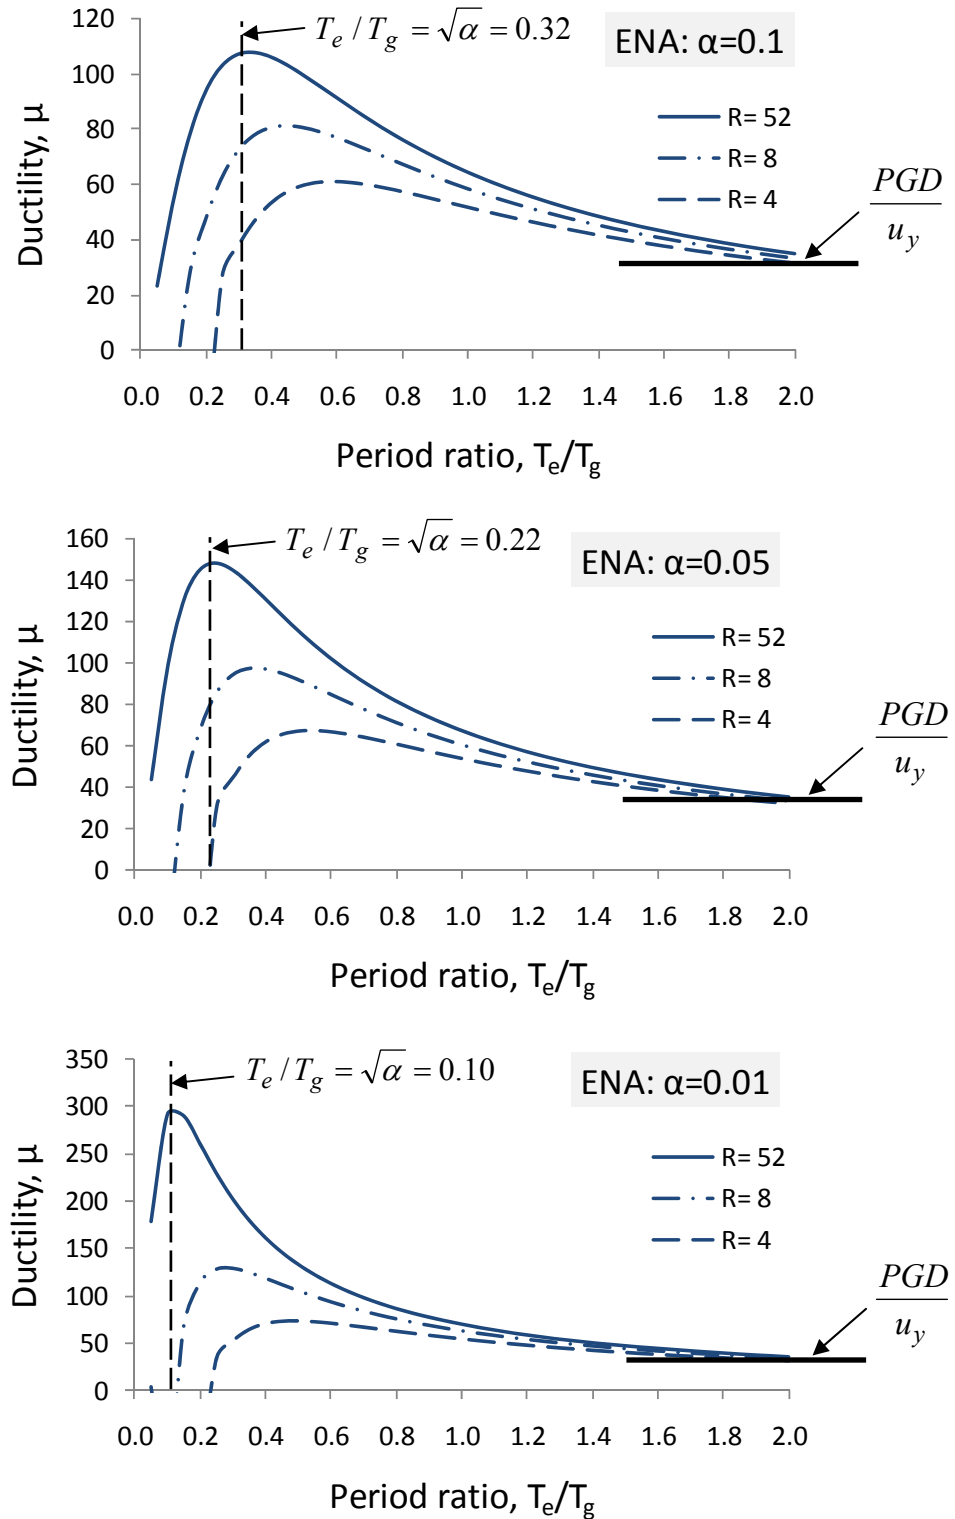 T_e / T_g = √α = 0.32
ENA: α=0.1
120
100
80
60
40
20
0
Ductility, μ
R= 52
R= 8
R= 4
PGD
u_y
0.0 0.2 0.4 0.6 0.8 1.0 1.2 1.4 1.6 1.8 2.0
Period ratio, T_e/T_g
T_e / T_g = √α = 0.22
ENA: α=0.05
160
140
120
100
80
60
40
20
0
Ductility, μ
R= 52
R= 8
R= 4
PGD
u_y
0.0 0.2 0.4 0.6 0.8 1.0 1.2 1.4 1.6 1.8 2.0
Period ratio, T_e/T_g
T_e / T_g = √α = 0.10
ENA: α=0.01
350
300
250
200
150
100
50
0
Ductility, μ
R= 52
R= 8
R= 4
PGD
u_y
0.0 0.2 0.4 0.6 0.8 1.0 1.2 1.4 1.6 1.8 2.0
Period ratio, T_e/T_g